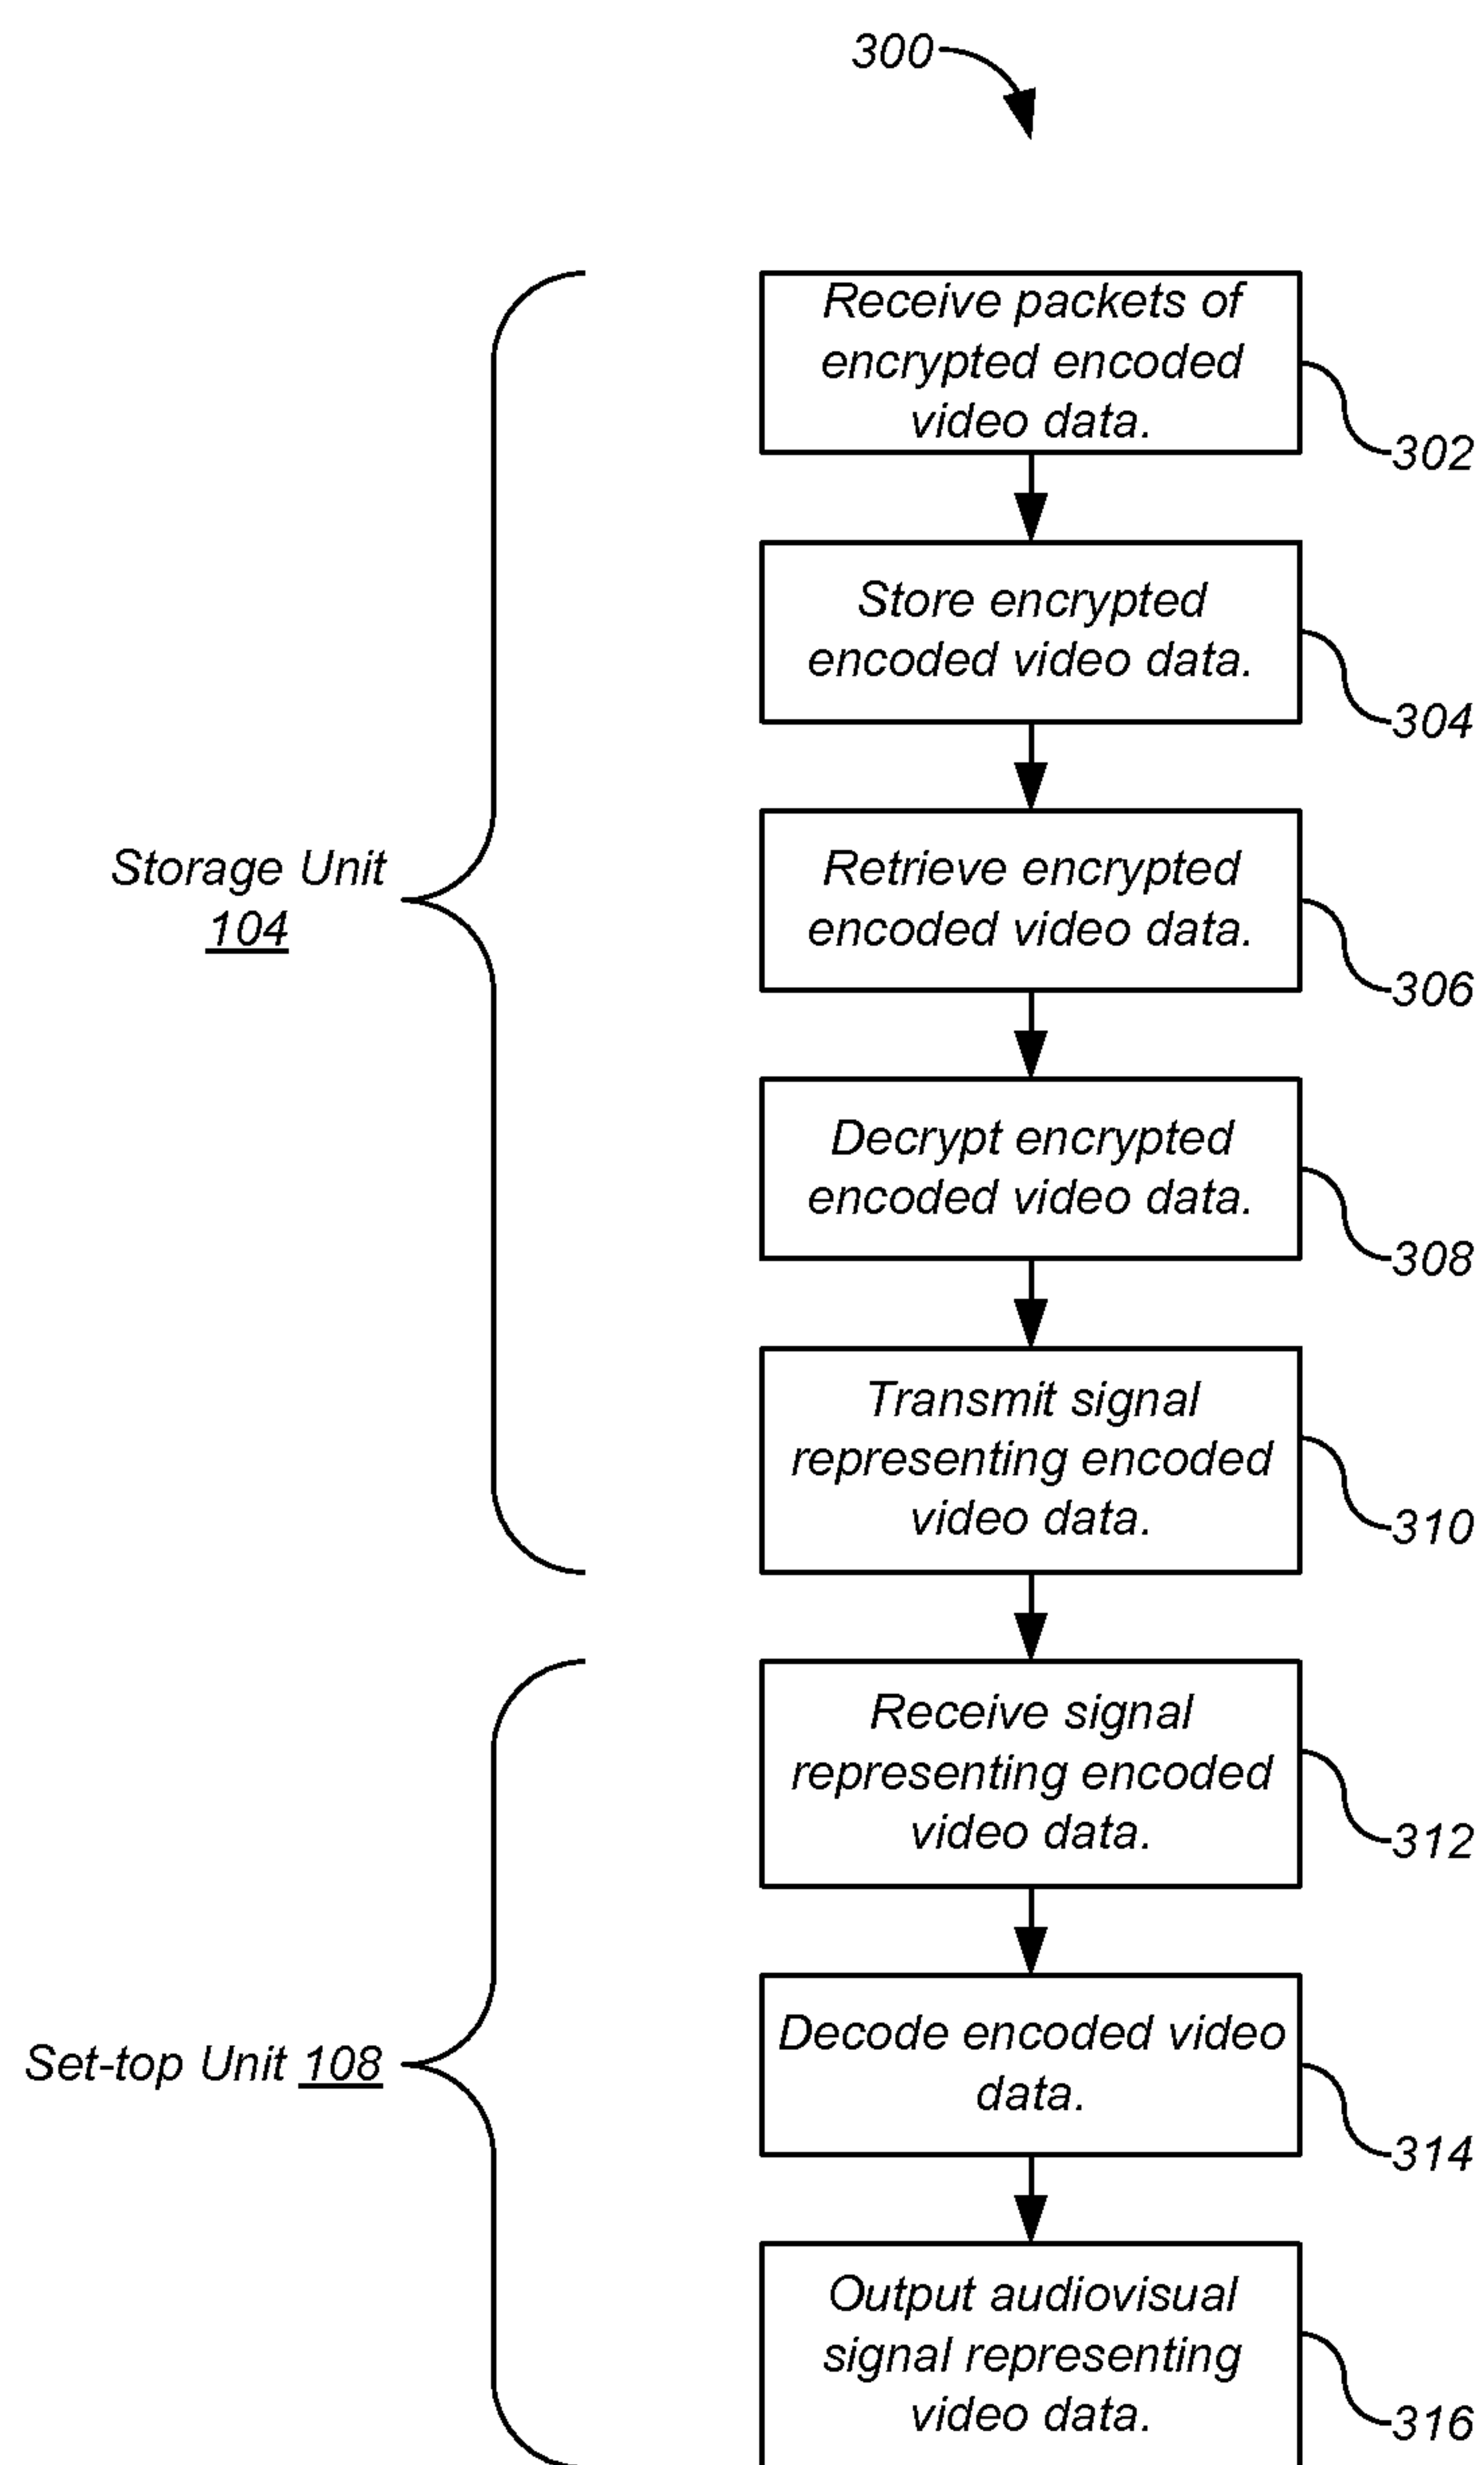 300
Receive packets of
encrypted encoded
video data.
302
Store encrypted
encoded video data.
304
Storage Unit
104
Retrieve encrypted
encoded video data.
306
Decrypt encrypted
encoded video data.
308
Transmit signal
representing encoded
video data.
310
Receive signal
representing encoded
video data.
312
Set-top Unit 108
Decode encoded video
data.
314
Output audiovisual
signal representing
video data.
316